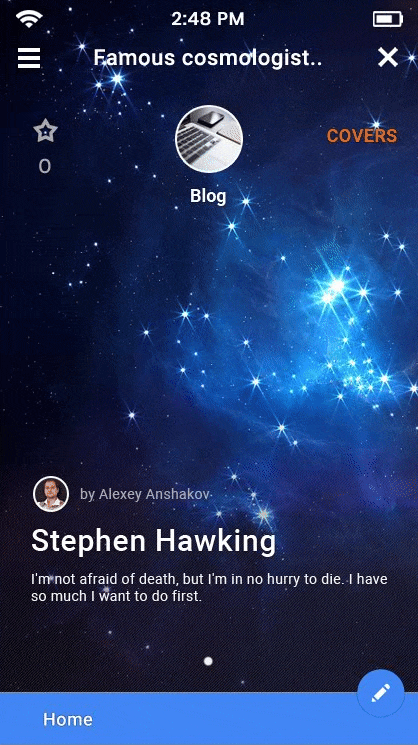 2:48 PM
Famous cosmologist..
0
COVERS
Blog
by Alexey Anshakov
Stephen Hawking
I'm not afraid of death, but I'm in no hurry to die. I have
so much I want to do first.
Home